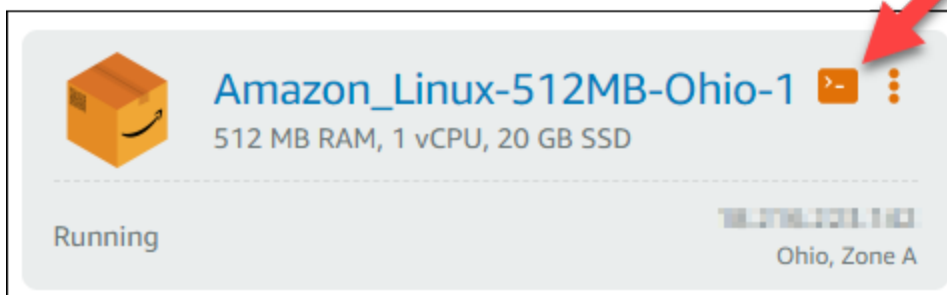 Amazon_Linux-512MB-Ohio-1 >_
512 MB RAM, 1 vCPU, 20 GB SSD
Running
Ohio, Zone A